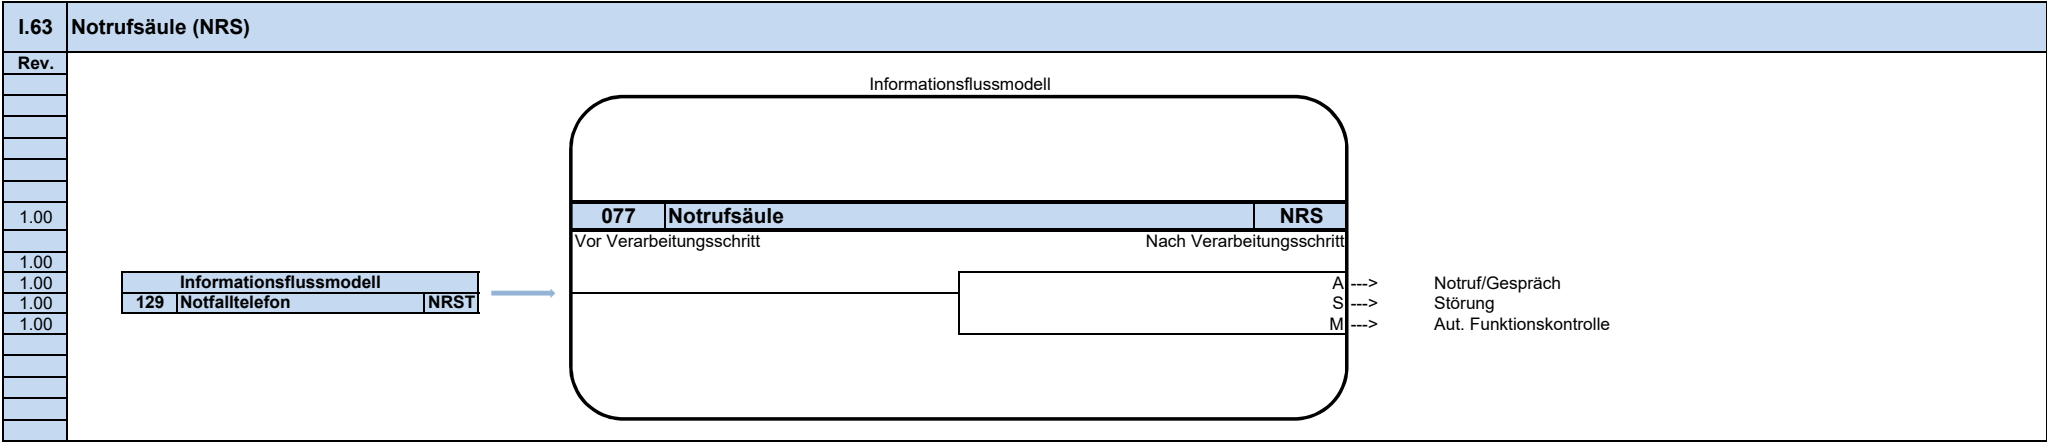 I.63 Notrufsäule (NRS)
Rev.
Informationsflussmodell
1.00 077 Notrufsäule NRS
Vor Verarbeitungsschritt Nach Verarbeitungsschritt
1.00
1.00 Informationsflussmodell A ---> Notruf/Gespräch
1.00 129 Notfalltelefon NRST S ---> Störung
1.00 M ---> Aut. Funktionskontrolle